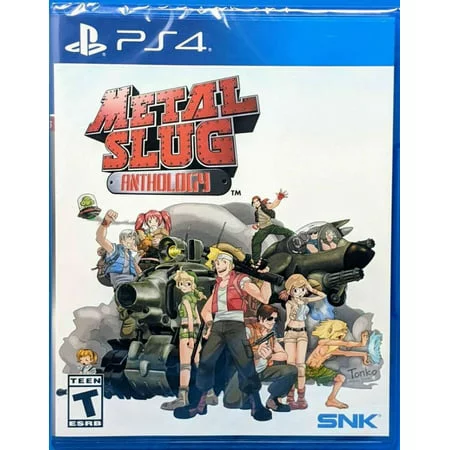 PS4
METAL
SLUG
ANTHOLOGY
TM
Tonko
TEEN
T
ESRB
SNK